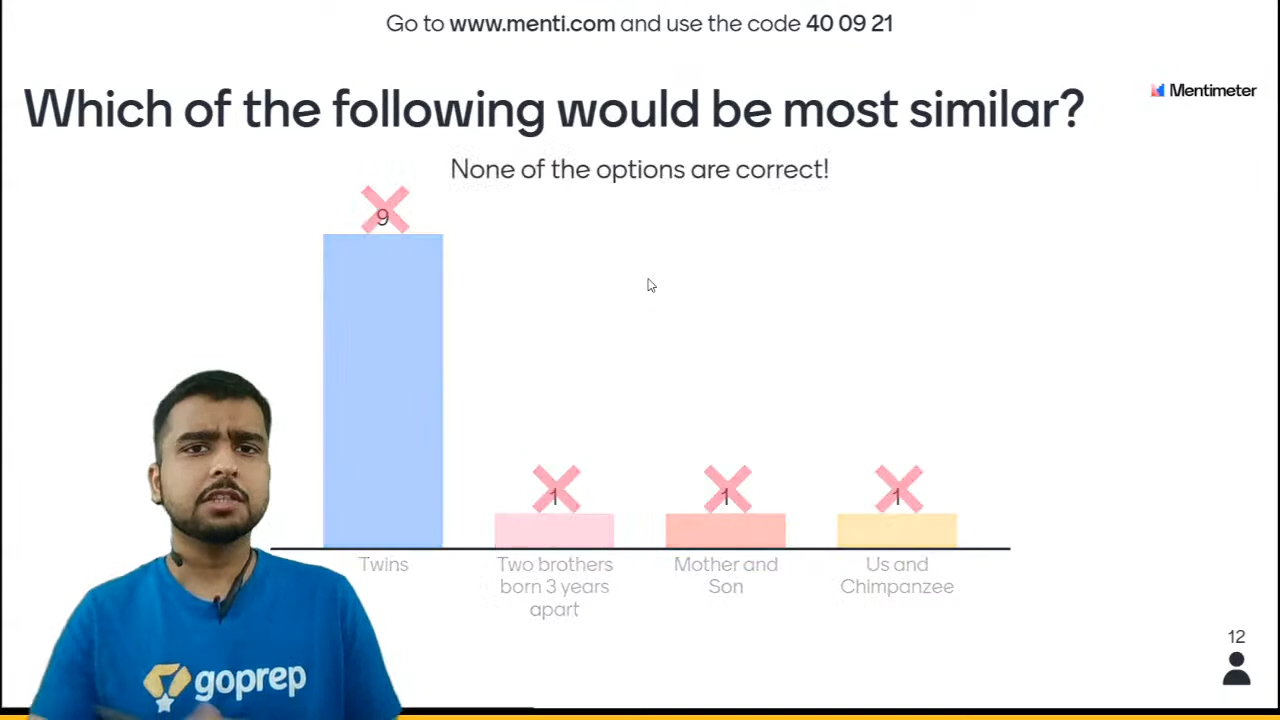 Go to www.menti.com and use the code 40 09 21
Which of the following would be most similar?
Mentimeter
None of the options are correct!
9
1
1
1
Twins
Two brothers
born 3 years
apart
Mother and
Son
Us and
Chimpanzee
12
goprep